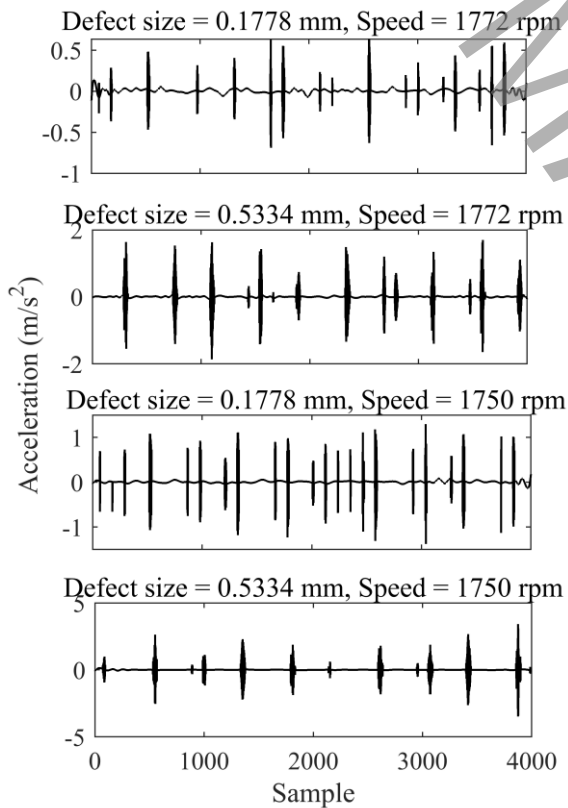 Defect size = 0.1778 mm, Speed = 1772 rpm
0.5
0
-0.5
-1
Defect size = 0.5334 mm, Speed = 1772 rpm
2
0
-2
Acceleration (m/s²)
Defect size = 0.1778 mm, Speed = 1750 rpm
1
0
-1
Defect size = 0.5334 mm, Speed = 1750 rpm
5
0
-5
0 1000 2000 3000 4000
Sample